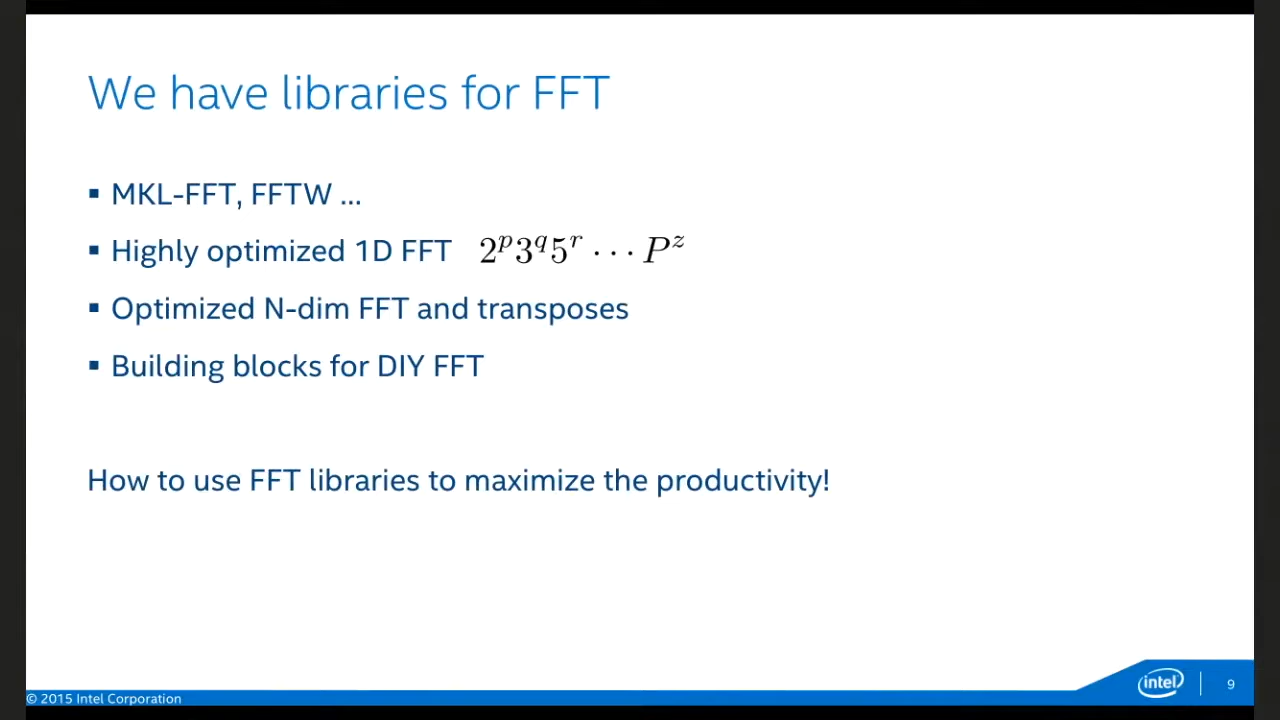 We have libraries for FFT
▪ MKL-FFT, FFTW ...
▪ Highly optimized 1D FFT $2^p3^q5^r \cdots P^z$
▪ Optimized N-dim FFT and transposes
▪ Building blocks for DIY FFT
How to use FFT libraries to maximize the productivity!
© 2015 Intel Corporation
intel
9